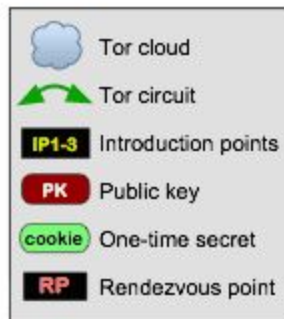 Tor cloud
Tor circuit
IP1-3 Introduction points
PK Public key
cookie One-time secret
RP Rendezvous point